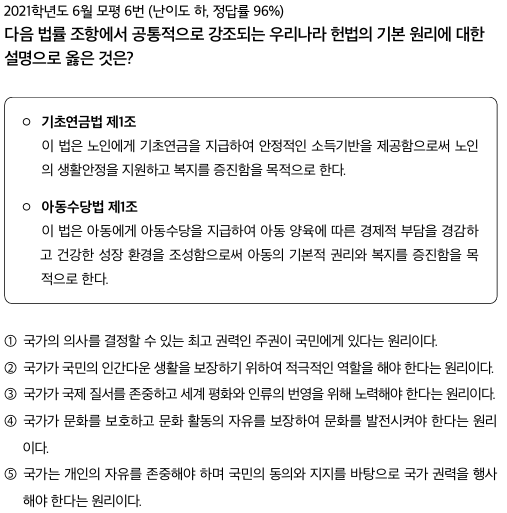 2021학년도 6월 모평 6번 (난이도 하, 정답률 96%)
다음 법률 조항에서 공통적으로 강조되는 우리나라 헌법의 기본 원리에 대한
설명으로 옳은 것은?
○ 기초연금법 제1조
이 법은 노인에게 기초연금을 지급하여 안정적인 소득기반을 제공함으로써 노인
의 생활안정을 지원하고 복지를 증진함을 목적으로 한다.
○ 아동수당법 제1조
이 법은 아동에게 아동수당을 지급하여 아동 양육에 따른 경제적 부담을 경감하
고 건강한 성장 환경을 조성함으로써 아동의 기본적 권리와 복지를 증진함을 목
적으로 한다.
① 국가의 의사를 결정할 수 있는 최고 권력인 주권이 국민에게 있다는 원리이다.
② 국가가 국민의 인간다운 생활을 보장하기 위하여 적극적인 역할을 해야 한다는 원리이다.
③ 국가가 국제 질서를 존중하고 세계 평화와 인류의 번영을 위해 노력해야 한다는 원리이다.
④ 국가가 문화를 보호하고 문화 활동의 자유를 보장하여 문화를 발전시켜야 한다는 원리
이다.
⑤ 국가는 개인의 자유를 존중해야 하며 국민의 동의와 지지를 바탕으로 국가 권력을 행사
해야 한다는 원리이다.